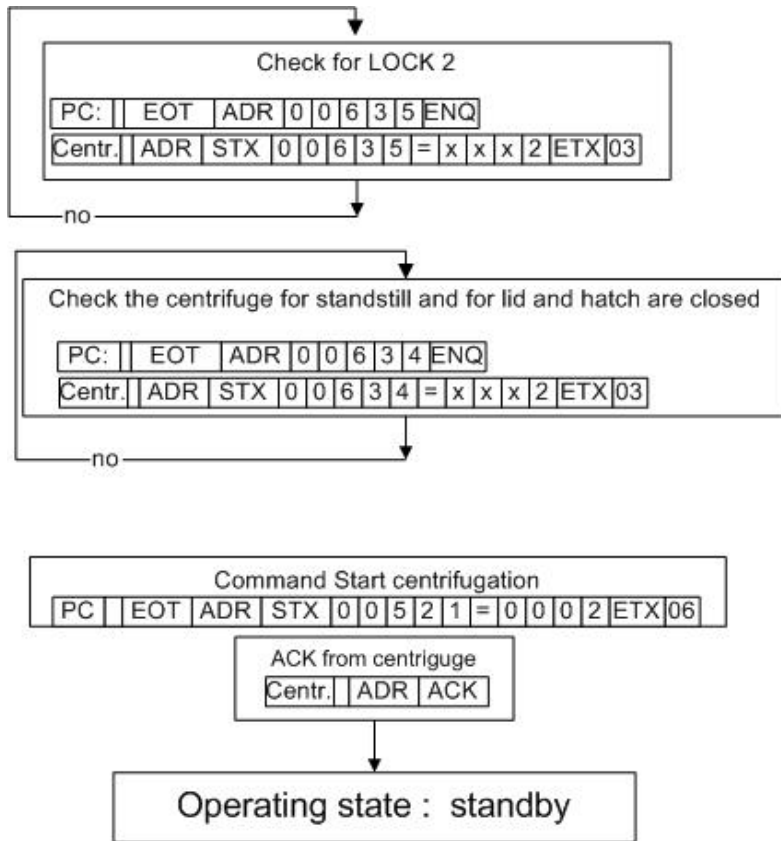 Check for LOCK 2
PC: EOT ADR 0 0 6 3 5 ENQ
Centr. ADR STX 0 0 6 3 5 = x x x 2 ETX 03
no
Check the centrifuge for standstill and for lid and hatch are closed
PC: EOT ADR 0 0 6 3 4 ENQ
Centr. ADR STX 0 0 6 3 4 = x x x 2 ETX 03
no
Command Start centrifugation
PC EOT ADR STX 0 0 5 2 1 = 0 0 0 2 ETX 06
ACK from centriguge
Centr. ADR ACK
Operating state : standby